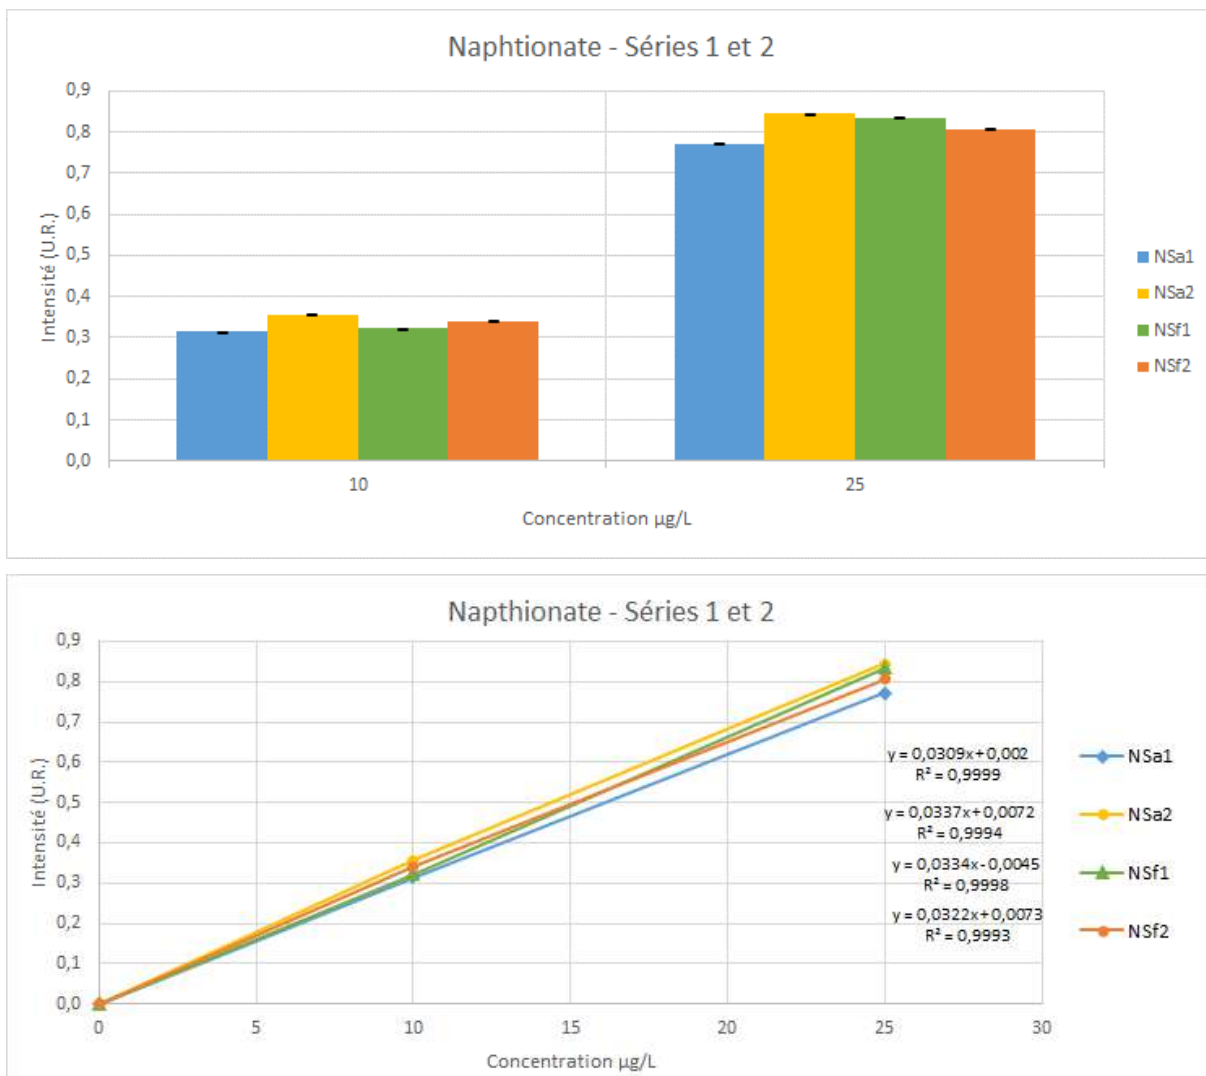 Naphtionate - Séries 1 et 2
0,9
0,8
0,7
0,6
0,5
0,4
0,3
0,2
0,1
0,0
Intensité (U.R.)
10
25
Concentration µg/L
NSa1
NSa2
NSf1
NSf2
Napthionate - Séries 1 et 2
0,9
0,8
0,7
0,6
0,5
0,4
0,3
0,2
0,1
0,0
Intensité (U.R.)
0
5
10
15
20
25
30
Concentration µg/L
y = 0,0309x + 0,002
R² = 0,9999
y = 0,0337x + 0,0072
R² = 0,9994
y = 0,0334x - 0,0045
R² = 0,9998
y = 0,0322x + 0,0073
R² = 0,9993
NSa1
NSa2
NSf1
NSf2